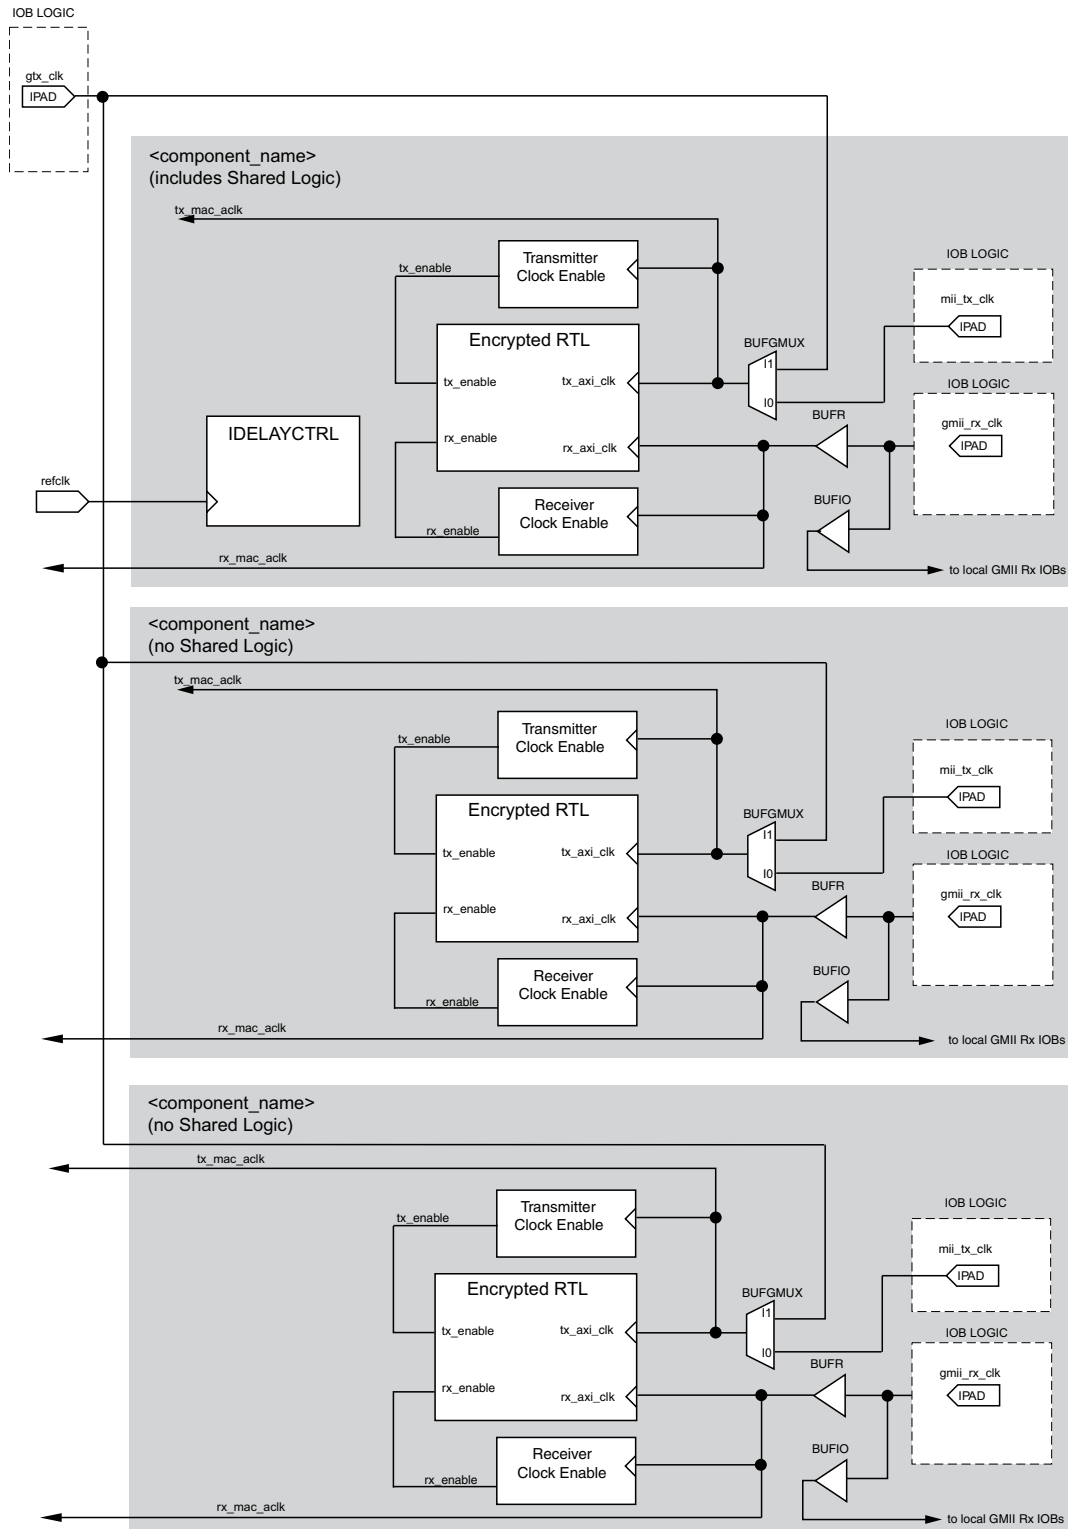 IOB LOGIC
gtx_clk
IPAD
<component_name>
(includes Shared Logic)
tx_mac_aclk
Transmitter
Clock Enable
tx_enable
IOB LOGIC
mii_tx_clk
IPAD
Encrypted RTL
BUFGMUX
I1
tx_enable
tx_axi_clk
I0
IOB LOGIC
BUFR
gmii_rx_clk
IPAD
IDELAYCTRL
rx_enable
rx_axi_clk
refclk
Receiver
Clock Enable
BUFIO
rx_enable
rx_mac_aclk
to local GMII Rx IOBs
<component_name>
(no Shared Logic)
tx_mac_aclk
Transmitter
Clock Enable
tx_enable
IOB LOGIC
mii_tx_clk
IPAD
Encrypted RTL
BUFGMUX
I1
tx_enable
tx_axi_clk
I0
IOB LOGIC
BUFR
gmii_rx_clk
IPAD
rx_enable
rx_axi_clk
Receiver
Clock Enable
BUFIO
rx_enable
rx_mac_aclk
to local GMII Rx IOBs
<component_name>
(no Shared Logic)
tx_mac_aclk
Transmitter
Clock Enable
tx_enable
IOB LOGIC
mii_tx_clk
IPAD
Encrypted RTL
BUFGMUX
I1
tx_enable
tx_axi_clk
I0
IOB LOGIC
BUFR
gmii_rx_clk
IPAD
rx_enable
rx_axi_clk
Receiver
Clock Enable
BUFIO
rx_enable
rx_mac_aclk
to local GMII Rx IOBs